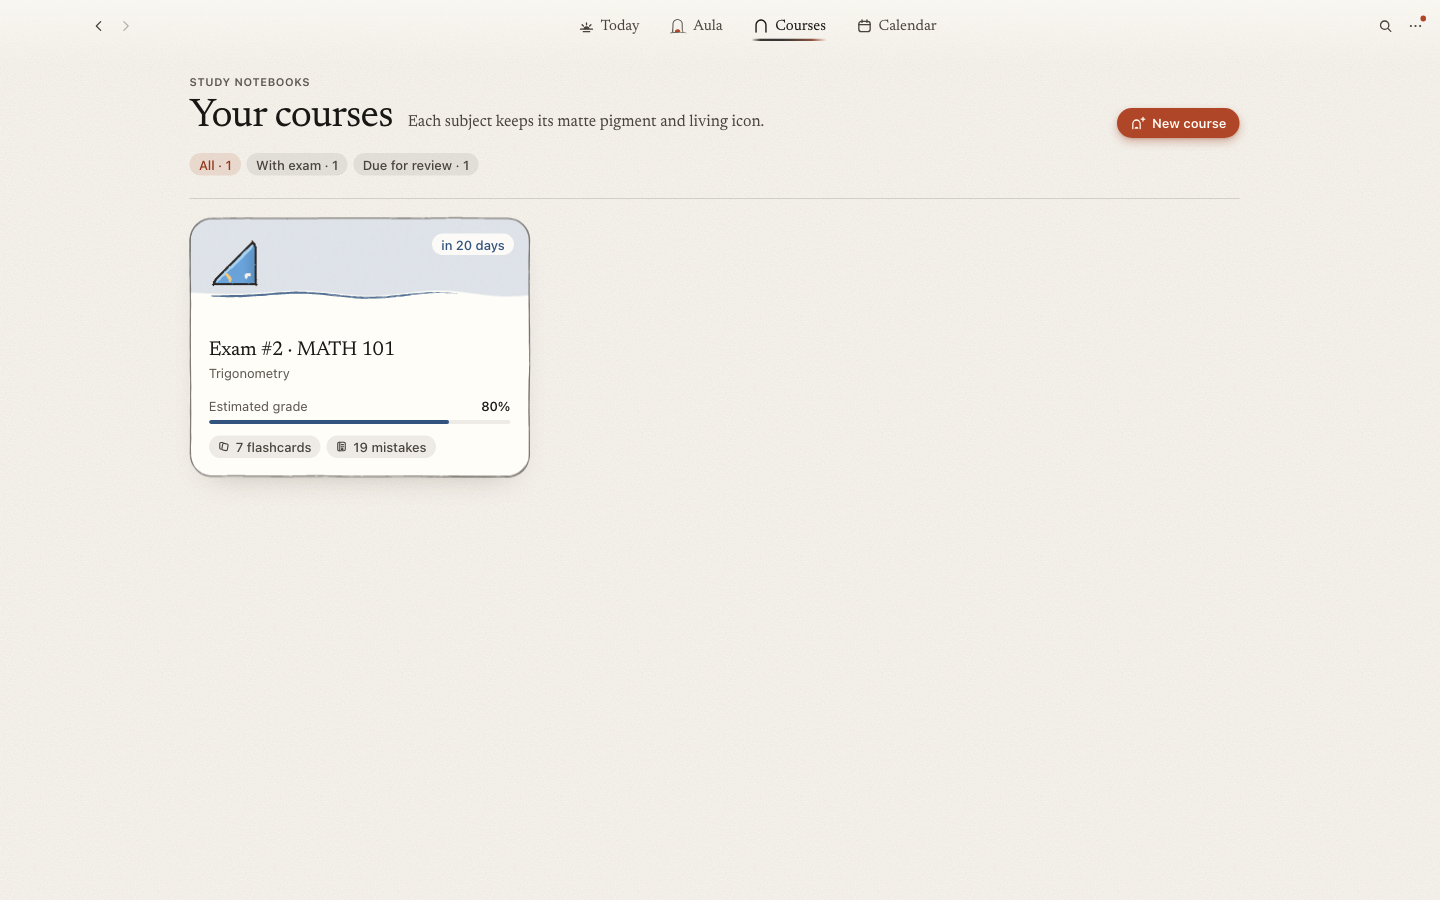 Today
Aula
Courses
Calendar
STUDY NOTEBOOKS
Your courses
Each subject keeps its matte pigment and living icon.
New course
All · 1
With exam · 1
Due for review · 1
in 20 days
Exam #2 · MATH 101
Trigonometry
Estimated grade
80%
7 flashcards
19 mistakes